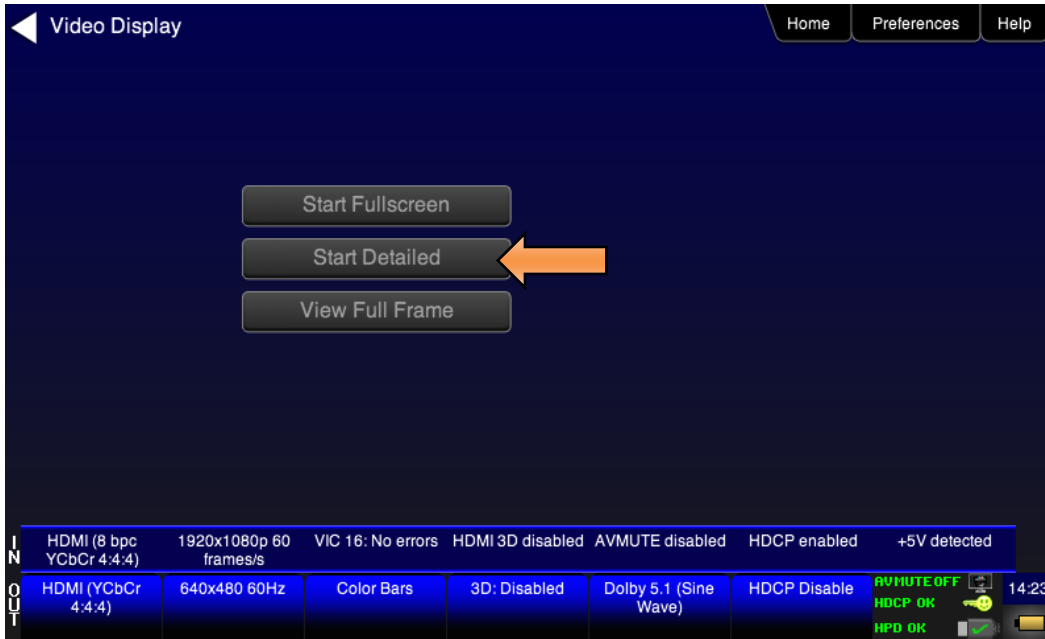 Video Display
Home
Preferences
Help
Start Fullscreen
Start Detailed
View Full Frame
IN
HDMI (8 bpc
YCbCr 4:4:4)
1920x1080p 60
frames/s
VIC 16: No errors
HDMI 3D disabled
AVMUTE disabled
HDCP enabled
+5V detected
OUT
HDMI (YCbCr
4:4:4)
640x480 60Hz
Color Bars
3D: Disabled
Dolby 5.1 (Sine
Wave)
HDCP Disable
AVMUTEOFF
HDCP OK
HPD OK
14:23